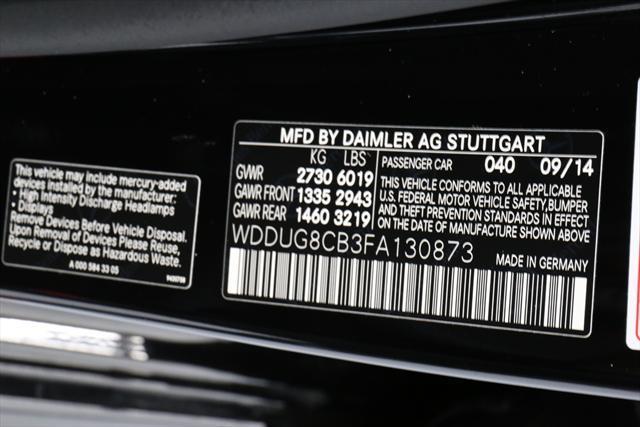 This vehicle may include mercury-added
devices installed by the manufacturer:
- High Intensity Discharge Headlamps
- Displays
Remove Devices Before Vehicle Disposal.
Upon Removal of Devices Please Reuse,
Recycle or Dispose as Hazardous Waste.
A 000 584 33 05
MFD BY DAIMLER AG STUTTGART
KG LBS
GVWR 2730 6019
GAWR FRONT 1335 2943
GAWR REAR 1460 3219
PASSENGER CAR 040 09/14
THIS VEHICLE CONFORMS TO ALL APPLICABLE
U.S. FEDERAL MOTOR VEHICLE SAFETY, BUMPER
AND THEFT PREVENTION STANDARDS IN EFFECT
ON THE DATE OF MANUFACTURE SHOWN ABOVE
WDDUG8CB3FA130873
MADE IN GERMANY